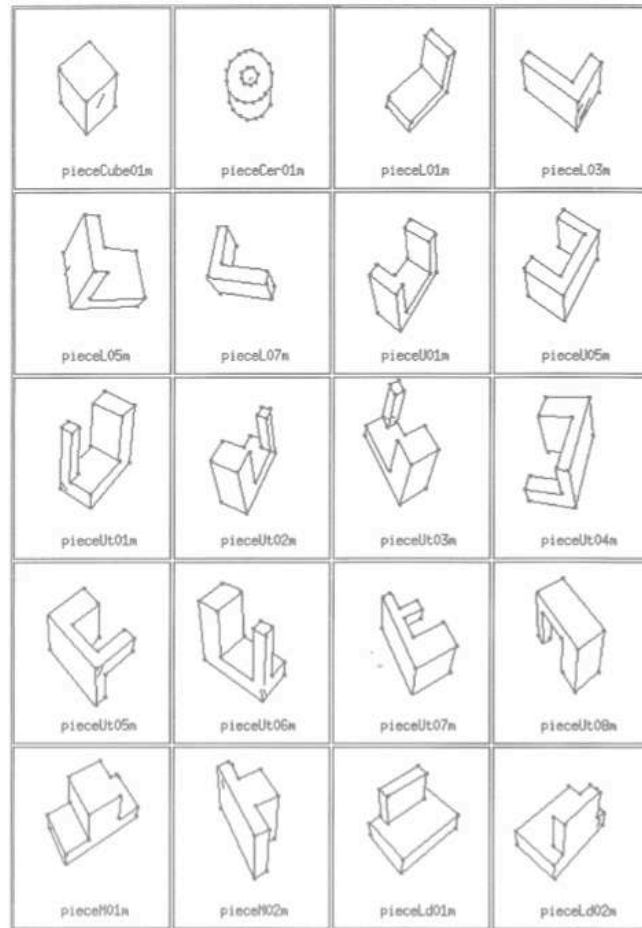 pieceCube01m
pieceCer01m
pieceL01m
pieceL03m
pieceL05m
pieceL07m
pieceU01m
pieceU05m
pieceUt01m
pieceUt02m
pieceUt03m
pieceUt04m
pieceUt05m
pieceUt06m
pieceUt07m
pieceUt08m
pieceM01m
pieceM02m
pieceLd01m
pieceLd02m